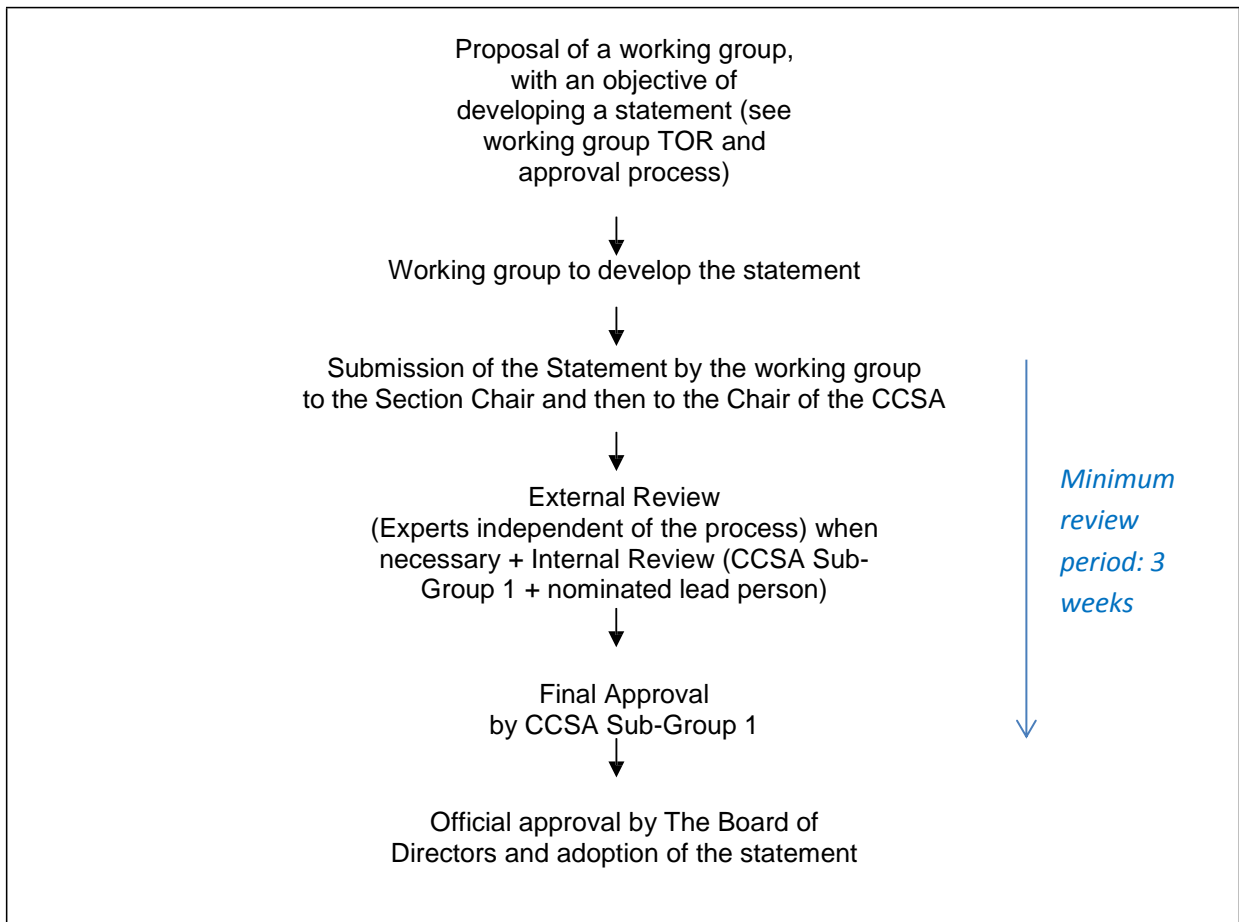 Proposal of a working group,
with an objective of
developing a statement (see
working group TOR and
approval process)
Working group to develop the statement
Submission of the Statement by the working group
to the Section Chair and then to the Chair of the CCSA
External Review
(Experts independent of the process) when
necessary + Internal Review (CCSA Sub-
Group 1 + nominated lead person)
Minimum
review
period: 3
weeks
Final Approval
by CCSA Sub-Group 1
Official approval by The Board of
Directors and adoption of the statement